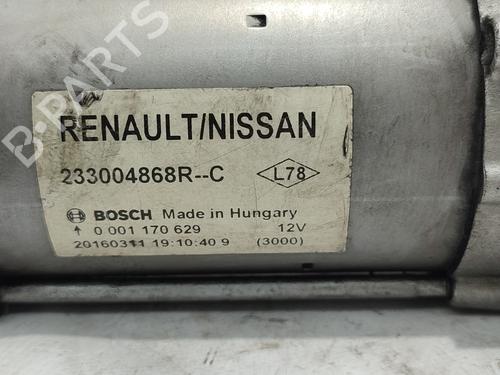 B-PARTS
RENAULT/NISSAN
233004868R--C L78
BOSCH Made in Hungary
↑ 0 001 170 629 12V
20160311 19:10:40 9 (3000)